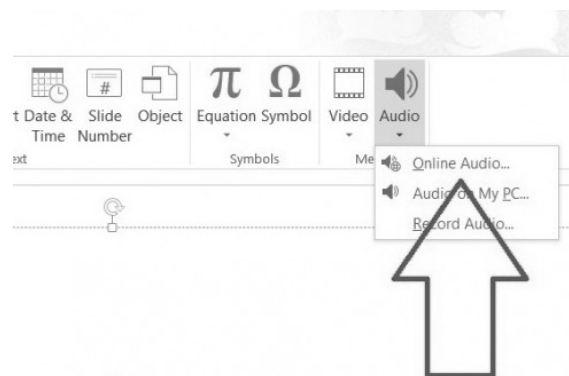 t Date & Time
Slide Number
Object
Equation
Symbol
Video
Audio
ext
Symbols
Me
Online Audio...
Audio on My PC...
Record Audio...
#
π
Ω